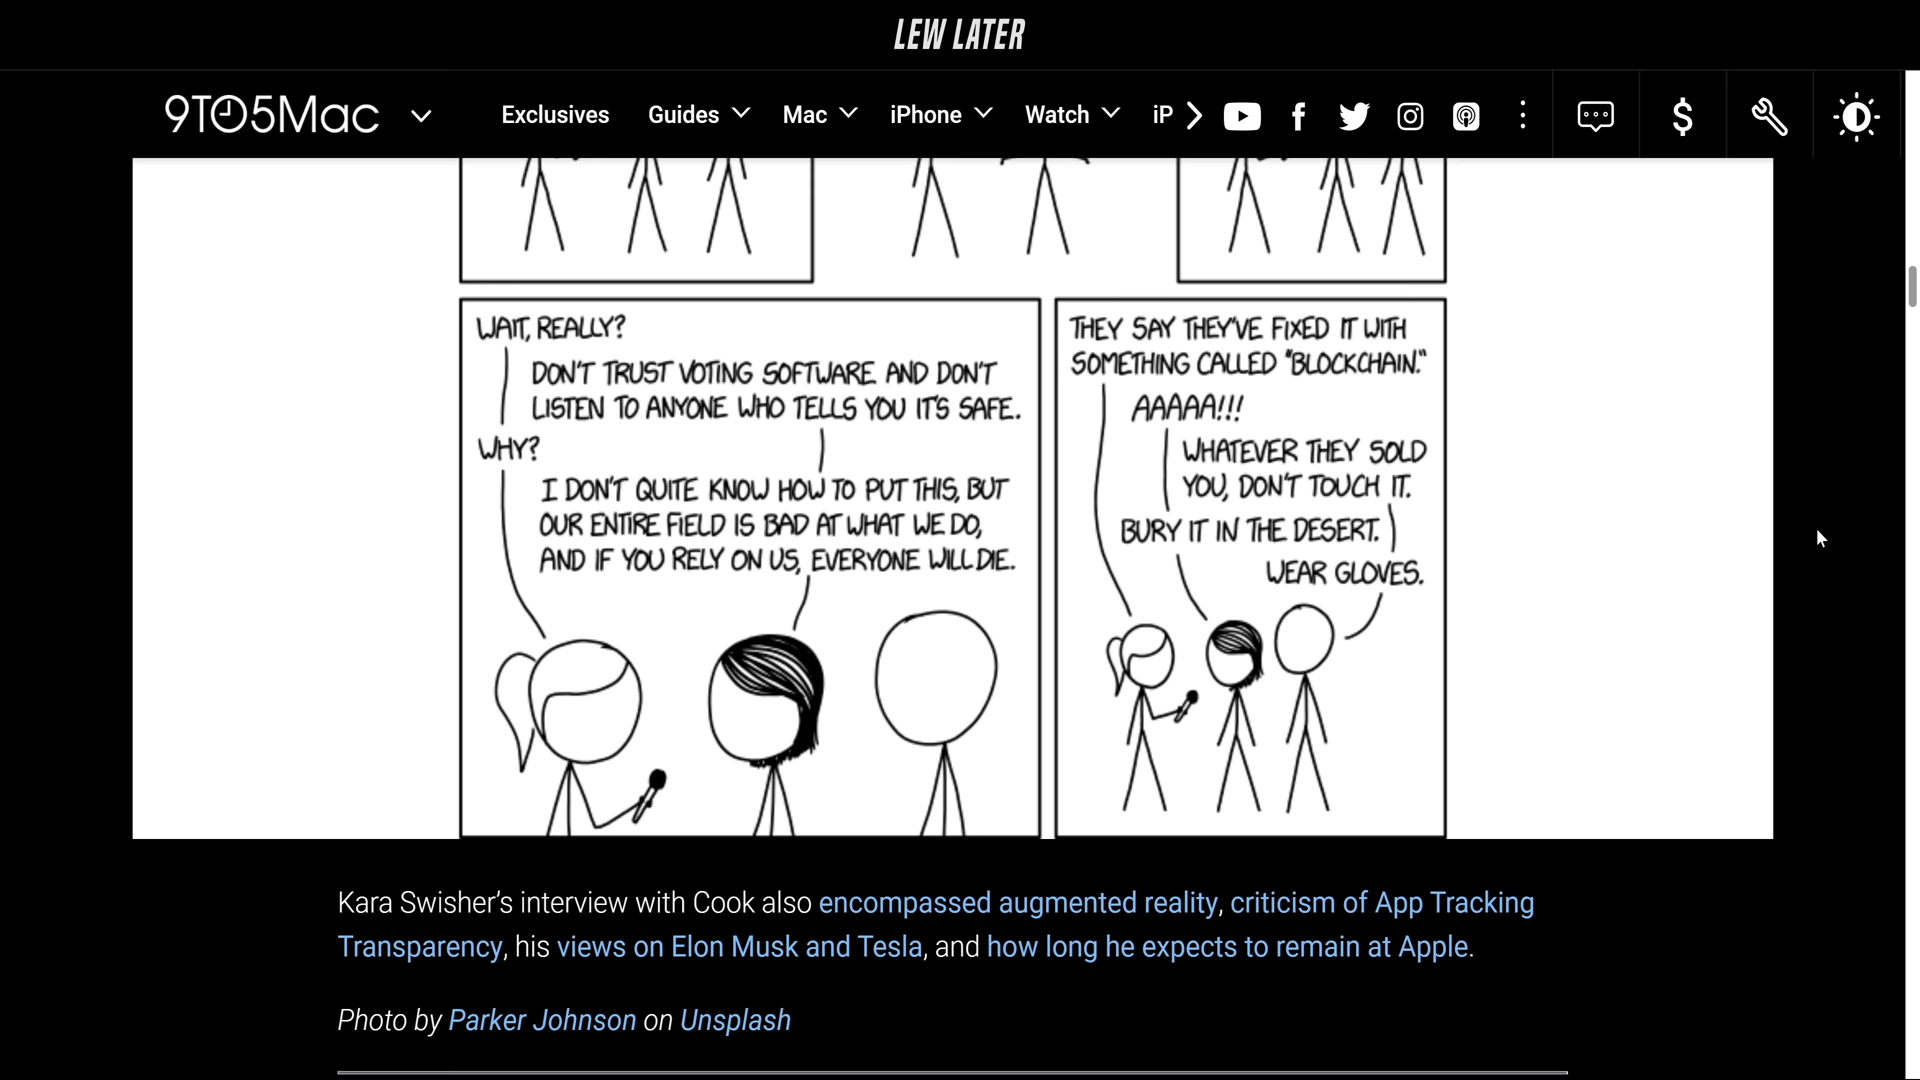 LEW LATER
9TO5Mac
Exclusives Guides Mac iPhone Watch iP
WAIT, REALLY?
DON'T TRUST VOTING SOFTWARE AND DON'T
LISTEN TO ANYONE WHO TELLS YOU IT'S SAFE.
WHY?
I DON'T QUITE KNOW HOW TO PUT THIS, BUT
OUR ENTIRE FIELD IS BAD AT WHAT WE DO,
AND IF YOU RELY ON US, EVERYONE WILL DIE.
THEY SAY THEY'VE FIXED IT WITH
SOMETHING CALLED "BLOCKCHAIN."
AAAAA!!!
WHATEVER THEY SOLD
YOU, DON'T TOUCH IT.
BURY IT IN THE DESERT.
WEAR GLOVES.
Kara Swisher's interview with Cook also encompassed augmented reality, criticism of App Tracking
Transparency, his views on Elon Musk and Tesla, and how long he expects to remain at Apple.
Photo by Parker Johnson on Unsplash